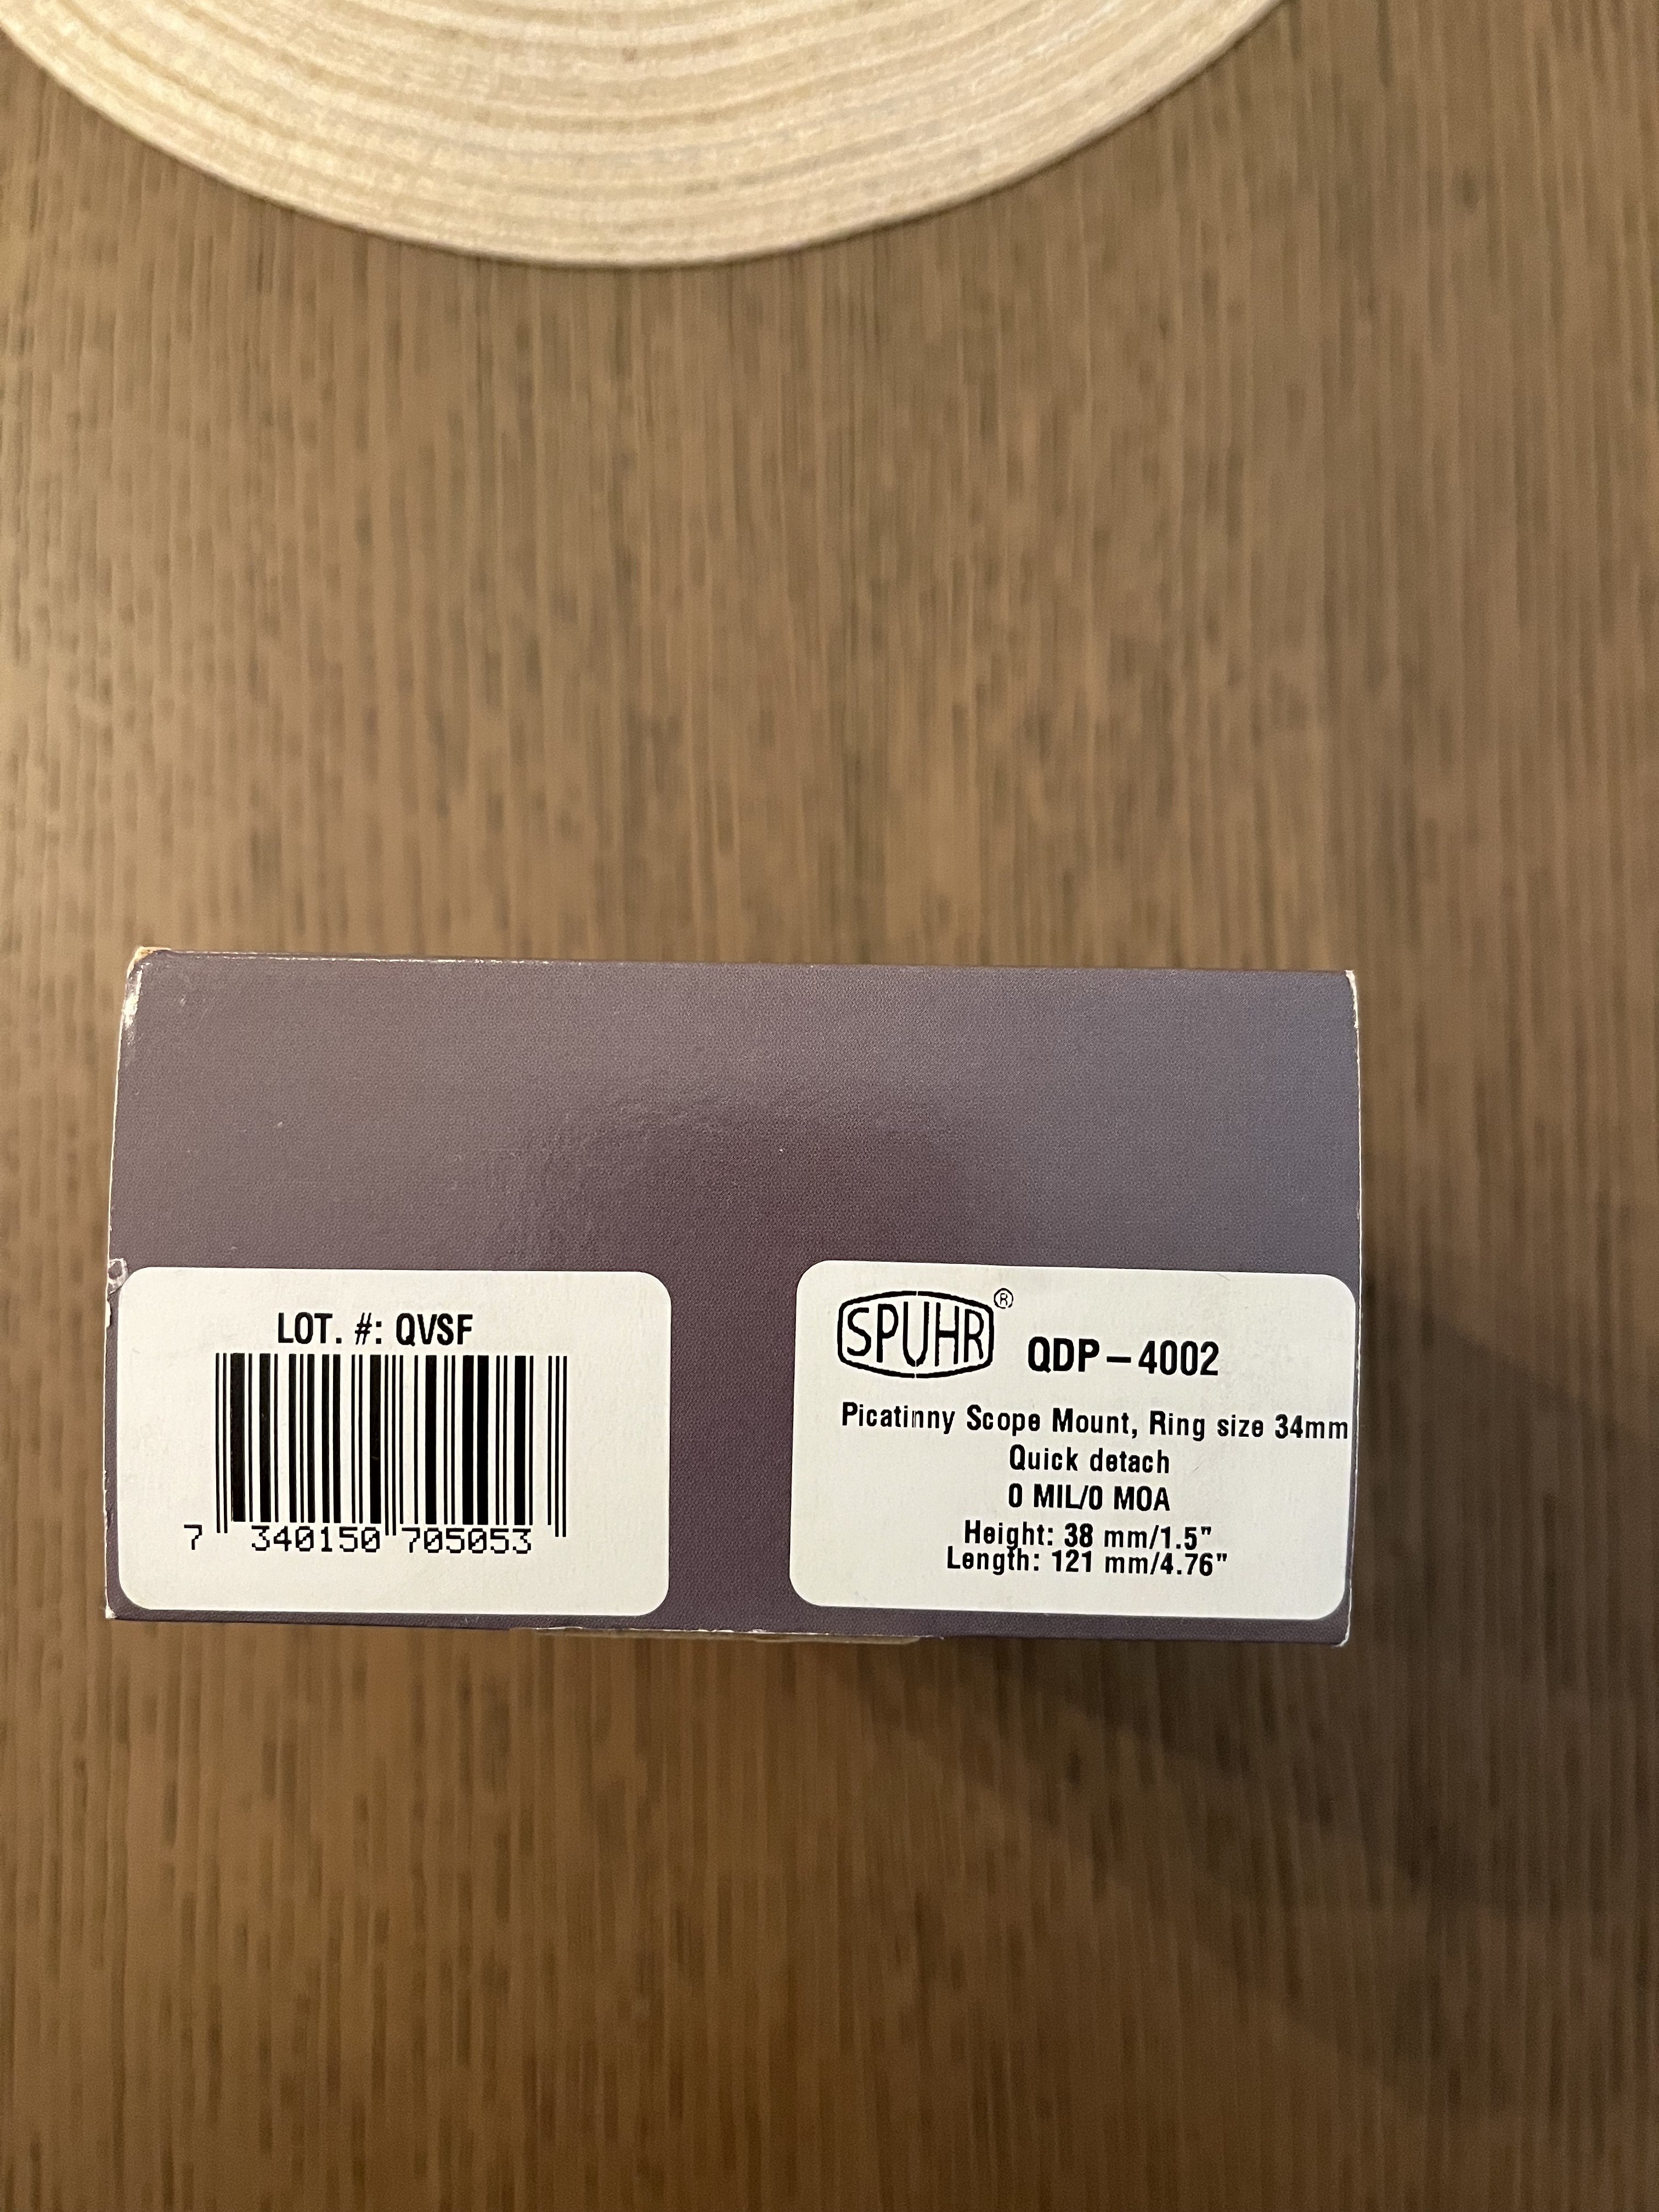 LOT. #: QVSF
7 340150 705053
SPUHR® QDP-4002
Picatinny Scope Mount, Ring size 34mm
Quick detach
0 MIL/0 MOA
Height: 38 mm/1.5"
Length: 121 mm/4.76"